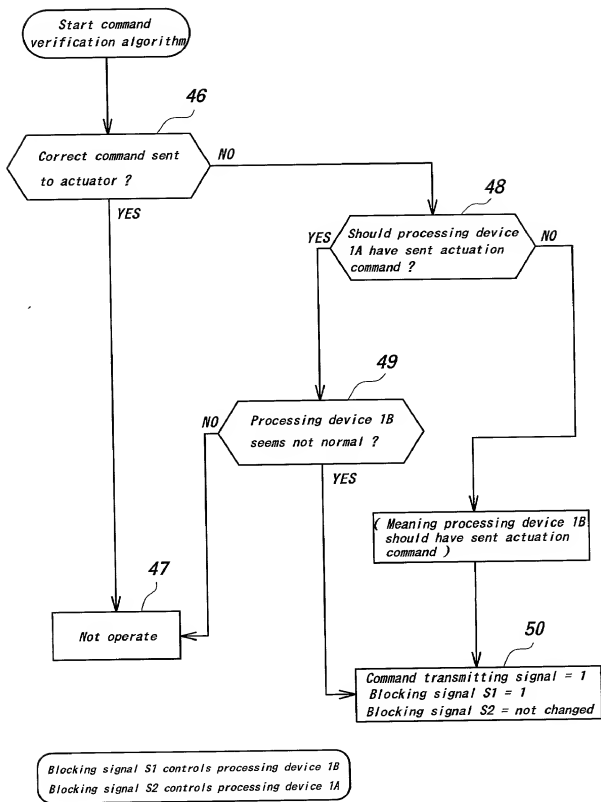 Start command
verification algorithm
46
Correct command sent
to actuator ?
NO
YES
48
Should processing device
1A have sent actuation
command ?
YES
NO
49
Processing device 1B
seems not normal ?
NO
YES
( Meaning processing device 1B
should have sent actuation
command )
47
Not operate
50
Command transmitting signal = 1
Blocking signal S1 = 1
Blocking signal S2 = not changed
Blocking signal S1 controls processing device 1B
Blocking signal S2 controls processing device 1A